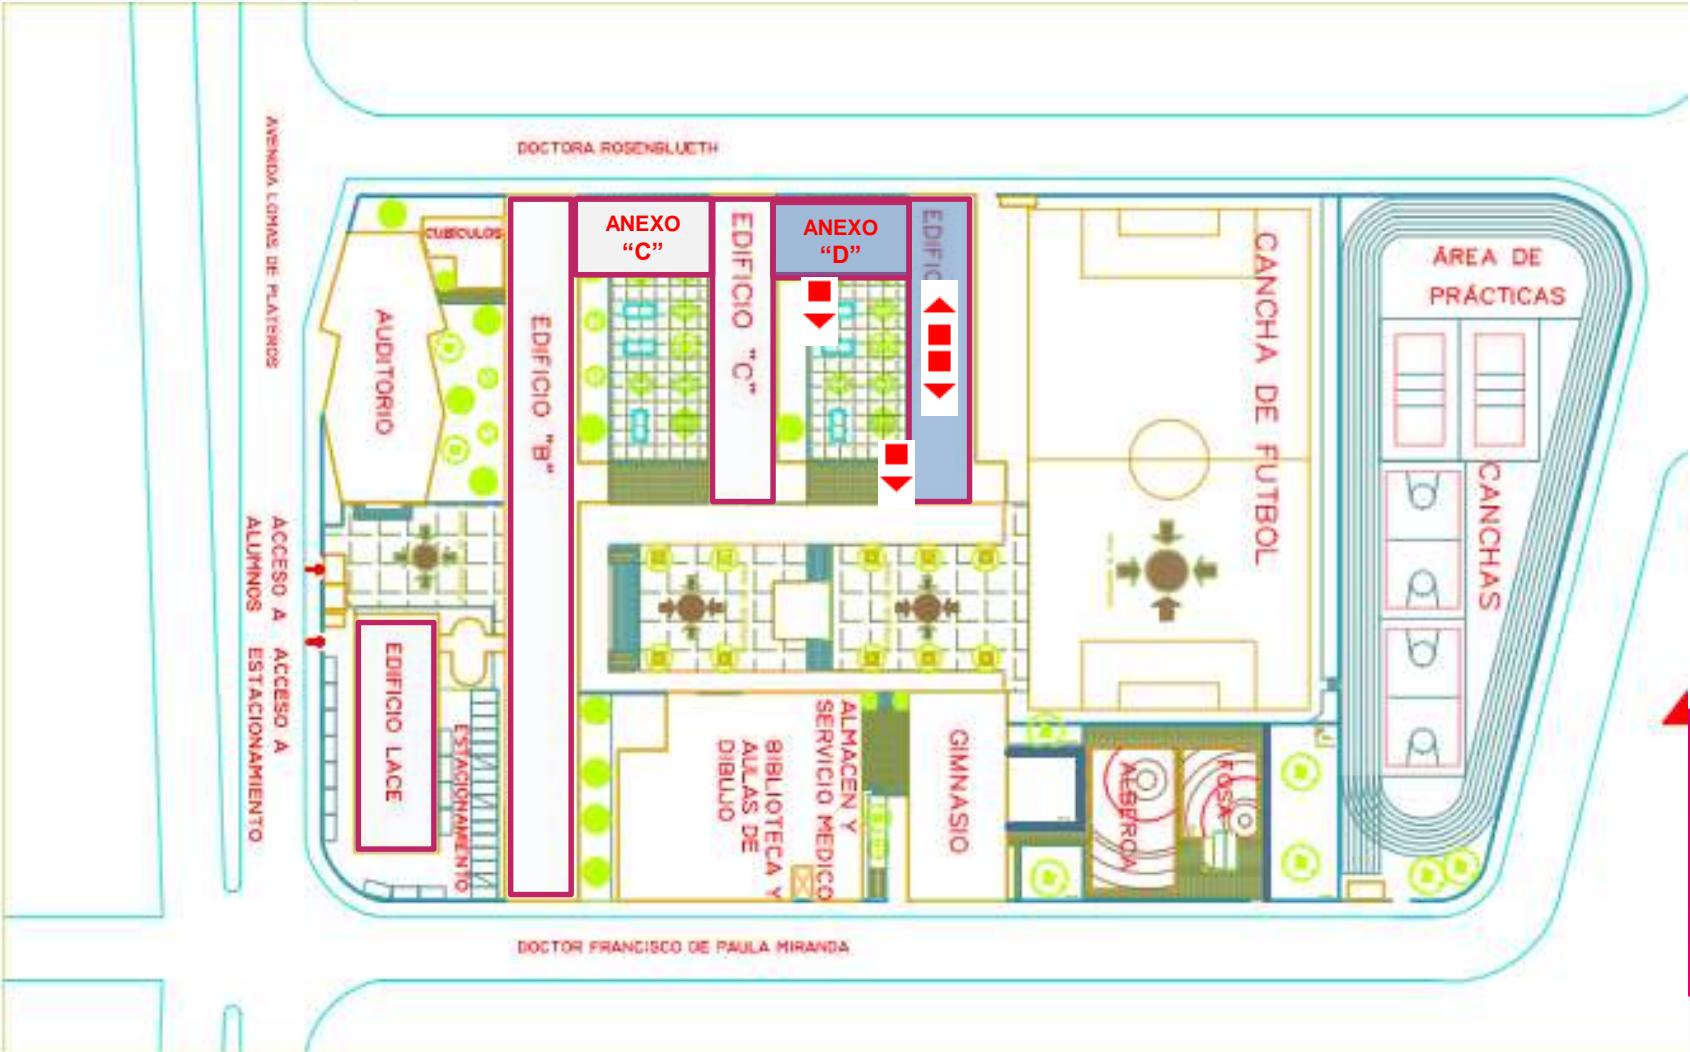 DOCTORA ROSENBLUETH
AVENIDA LOMAS DE PLATEROS
CUBÍCULOS
AUDITORIO
EDIFICIO "B"
ANEXO
“C”
EDIFICIO "C"
ANEXO
“D”
EDIFIC
CANCHA DE FUTBOL
ÁREA DE
PRÁCTICAS
CANCHAS
ACCESO A
ALUMNOS
ACCESO A
ESTACIONAMIENTO
EDIFICIO LACE
ESTACIONAMIENTO
ALMACEN Y
SERVICIO MEDICO
BIBLIOTECA Y
AULAS DE
DIBUJO
GIMNASIO
ALBERCA
FOSA
DOCTOR FRANCISCO DE PAULA MIRANDA